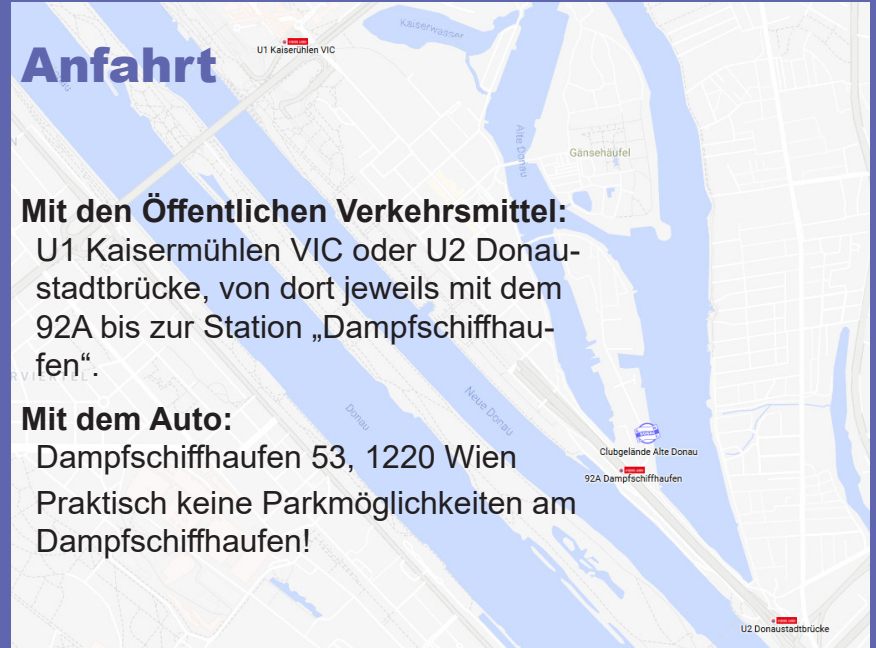 Anfahrt
U1 Kaiserühlen VIC
Kaiserwasser
Alte Donau
Gänsehäufel
Mit den Öffentlichen Verkehrsmittel:
U1 Kaisermühlen VIC oder U2 Donau-
stadtbrücke, von dort jeweils mit dem
92A bis zur Station „Dampfschiffhau-
fen“.
RVIERTEL
Mit dem Auto:
Dampfschiffhaufen 53, 1220 Wien
Praktisch keine Parkmöglichkeiten am
Dampfschiffhaufen!
Donau
Neue Donau
Clubgelände Alte Donau
92A Dampfschiffhaufen
U2 Donaustadtbrücke